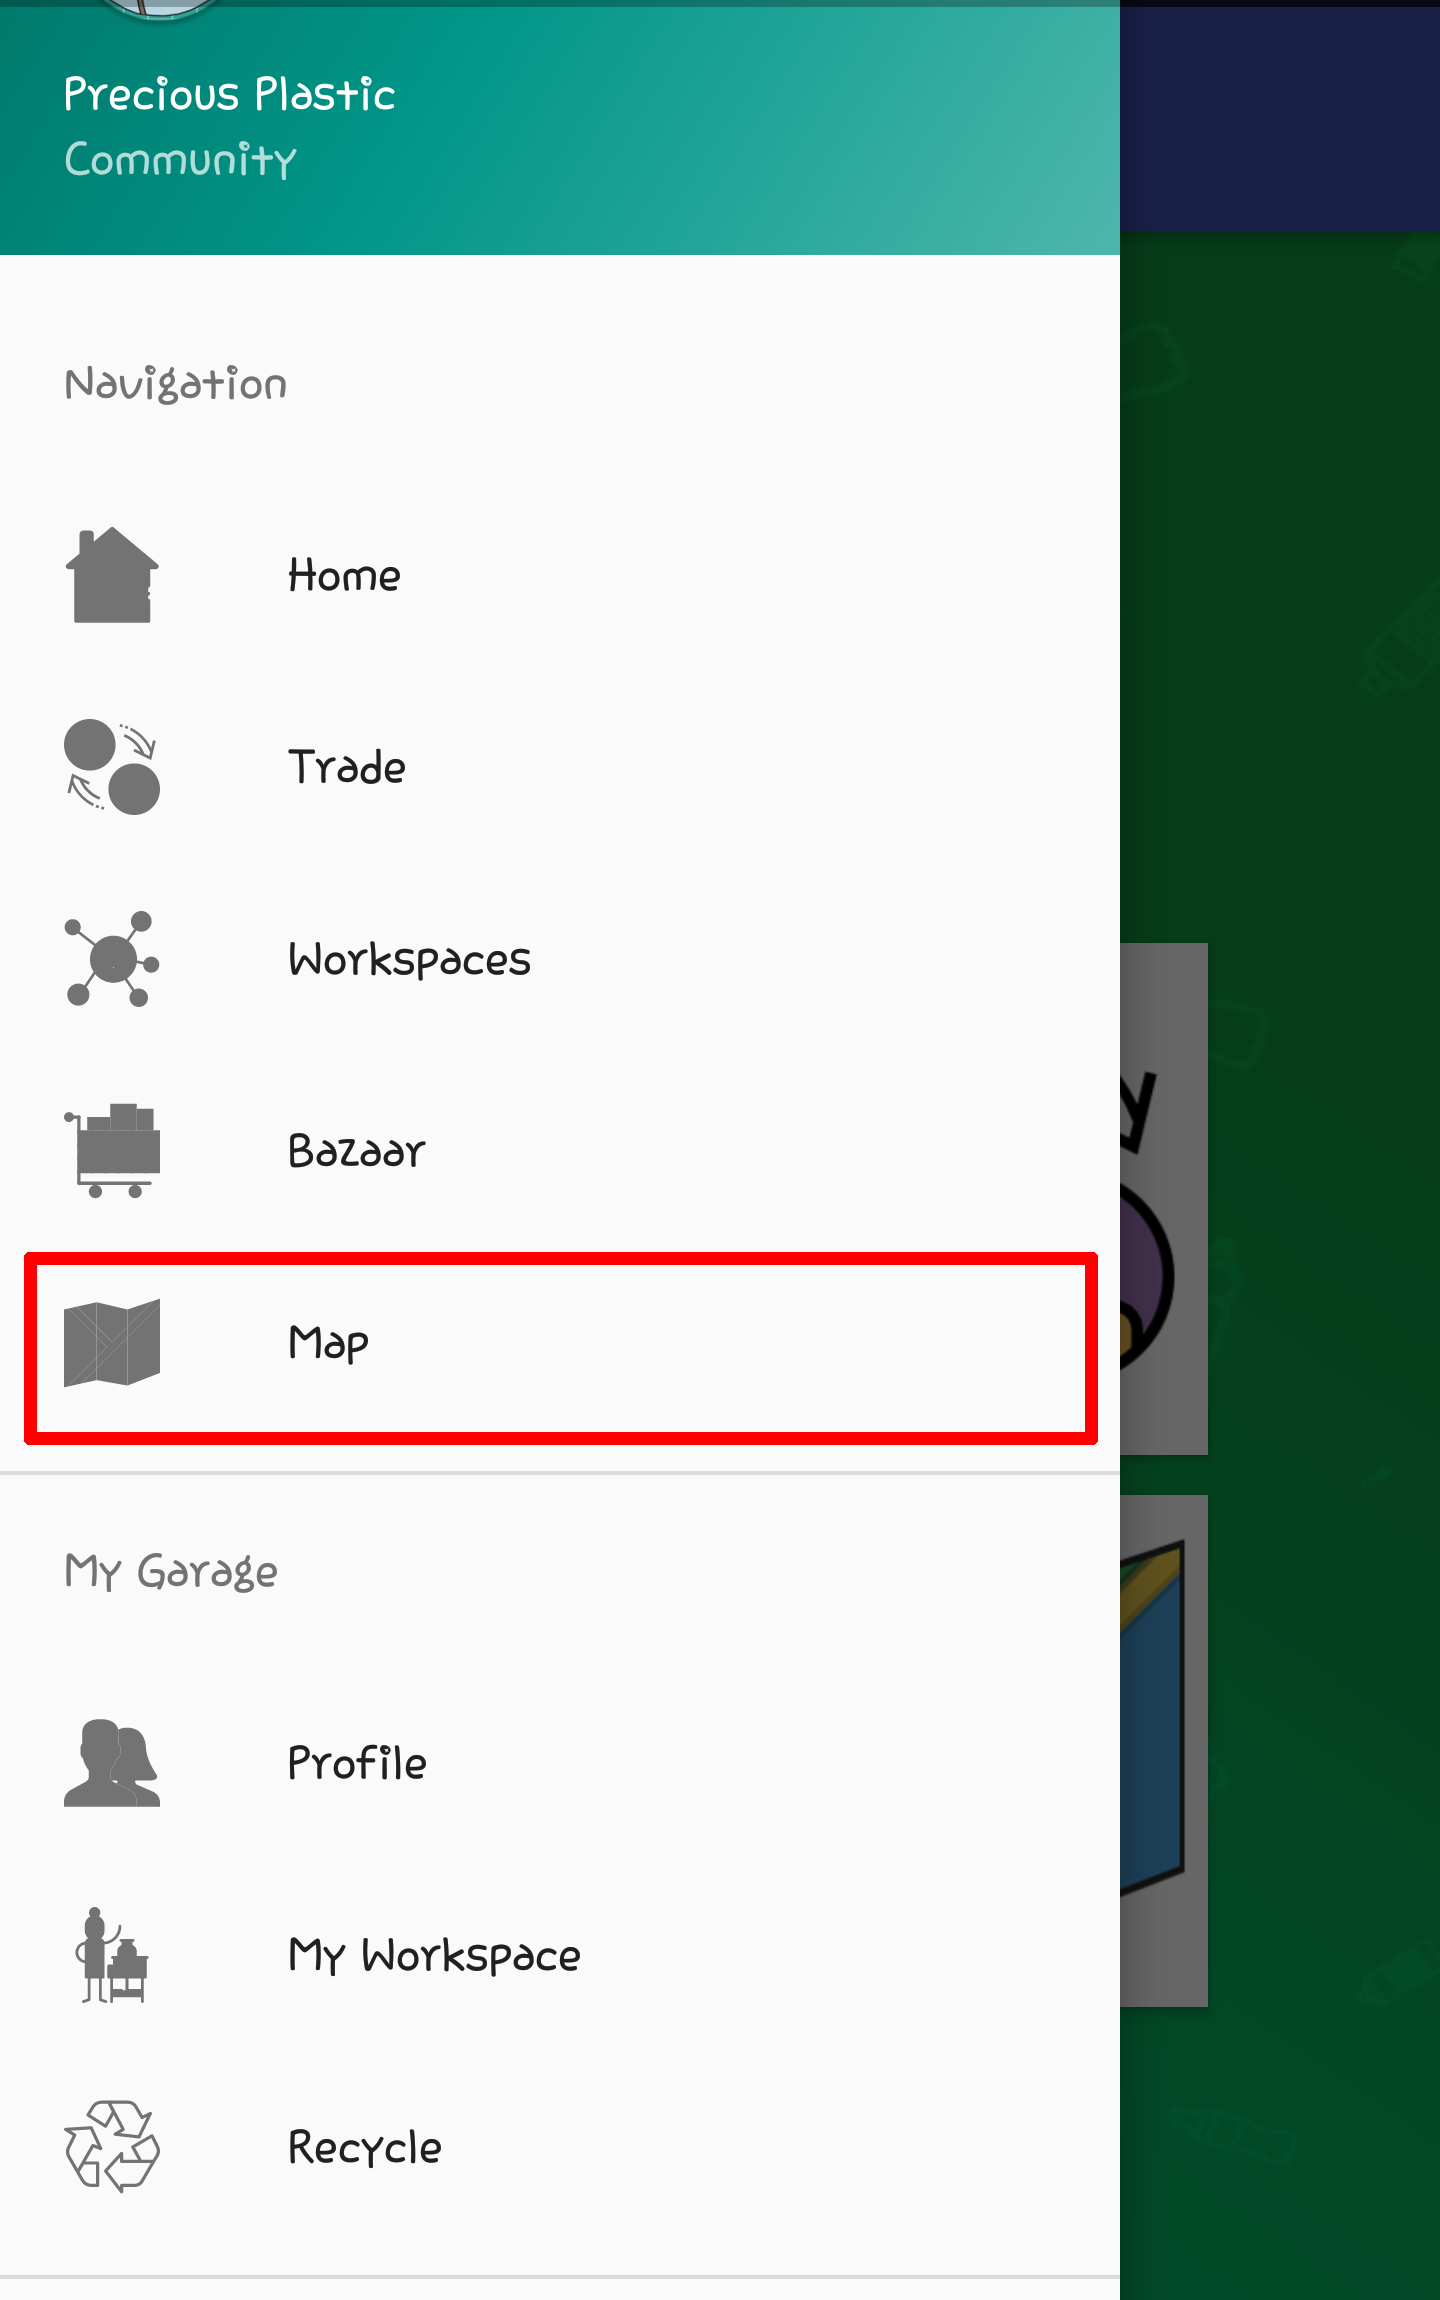 Precious Plastic
Community
Navigation
Home
Trade
Workspaces
Bazaar
Map
My Garage
Profile
My Workspace
Recycle